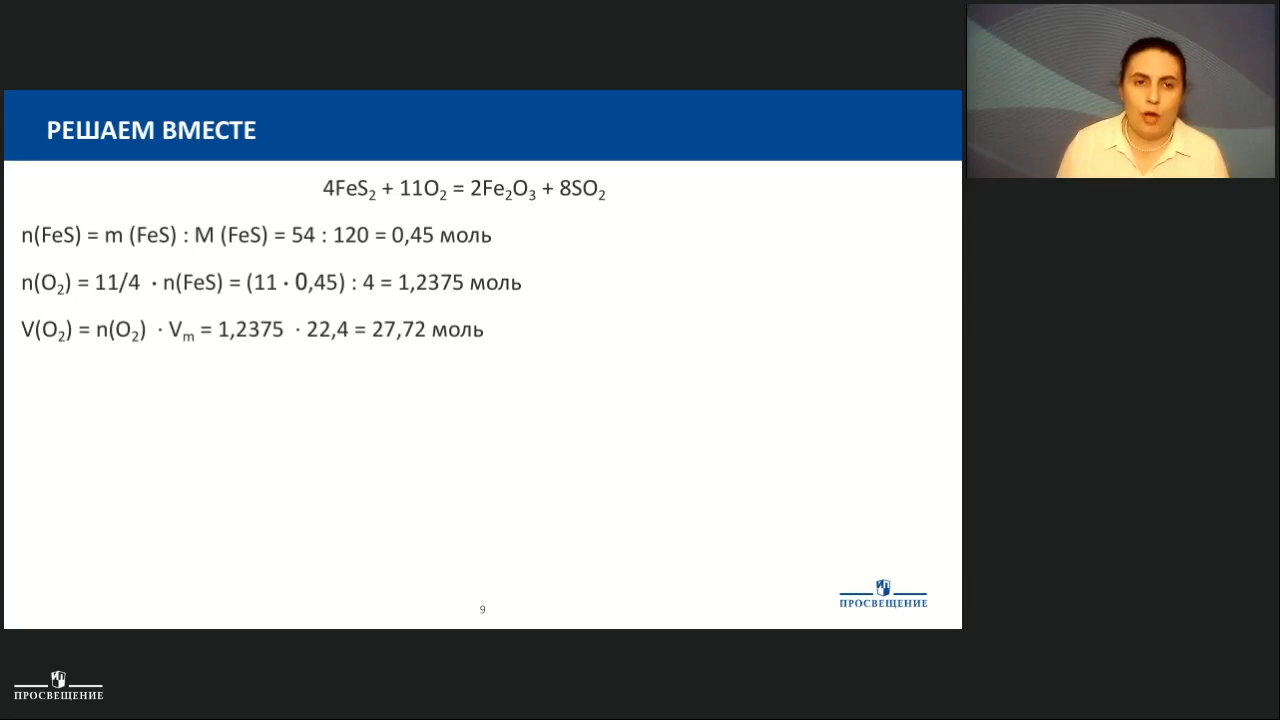 РЕШАЕМ ВМЕСТЕ
4FeS₂ + 11O₂ = 2Fe₂O₃ + 8SO₂
n(FeS) = m (FeS) : M (FeS) = 54 : 120 = 0,45 моль
n(O₂) = 11/4 · n(FeS) = (11 · 0,45) : 4 = 1,2375 моль
V(O₂) = n(O₂) · Vₘ = 1,2375 · 22,4 = 27,72 моль
ПРОСВЕЩЕНИЕ
9
ПРОСВЕЩЕНИЕ